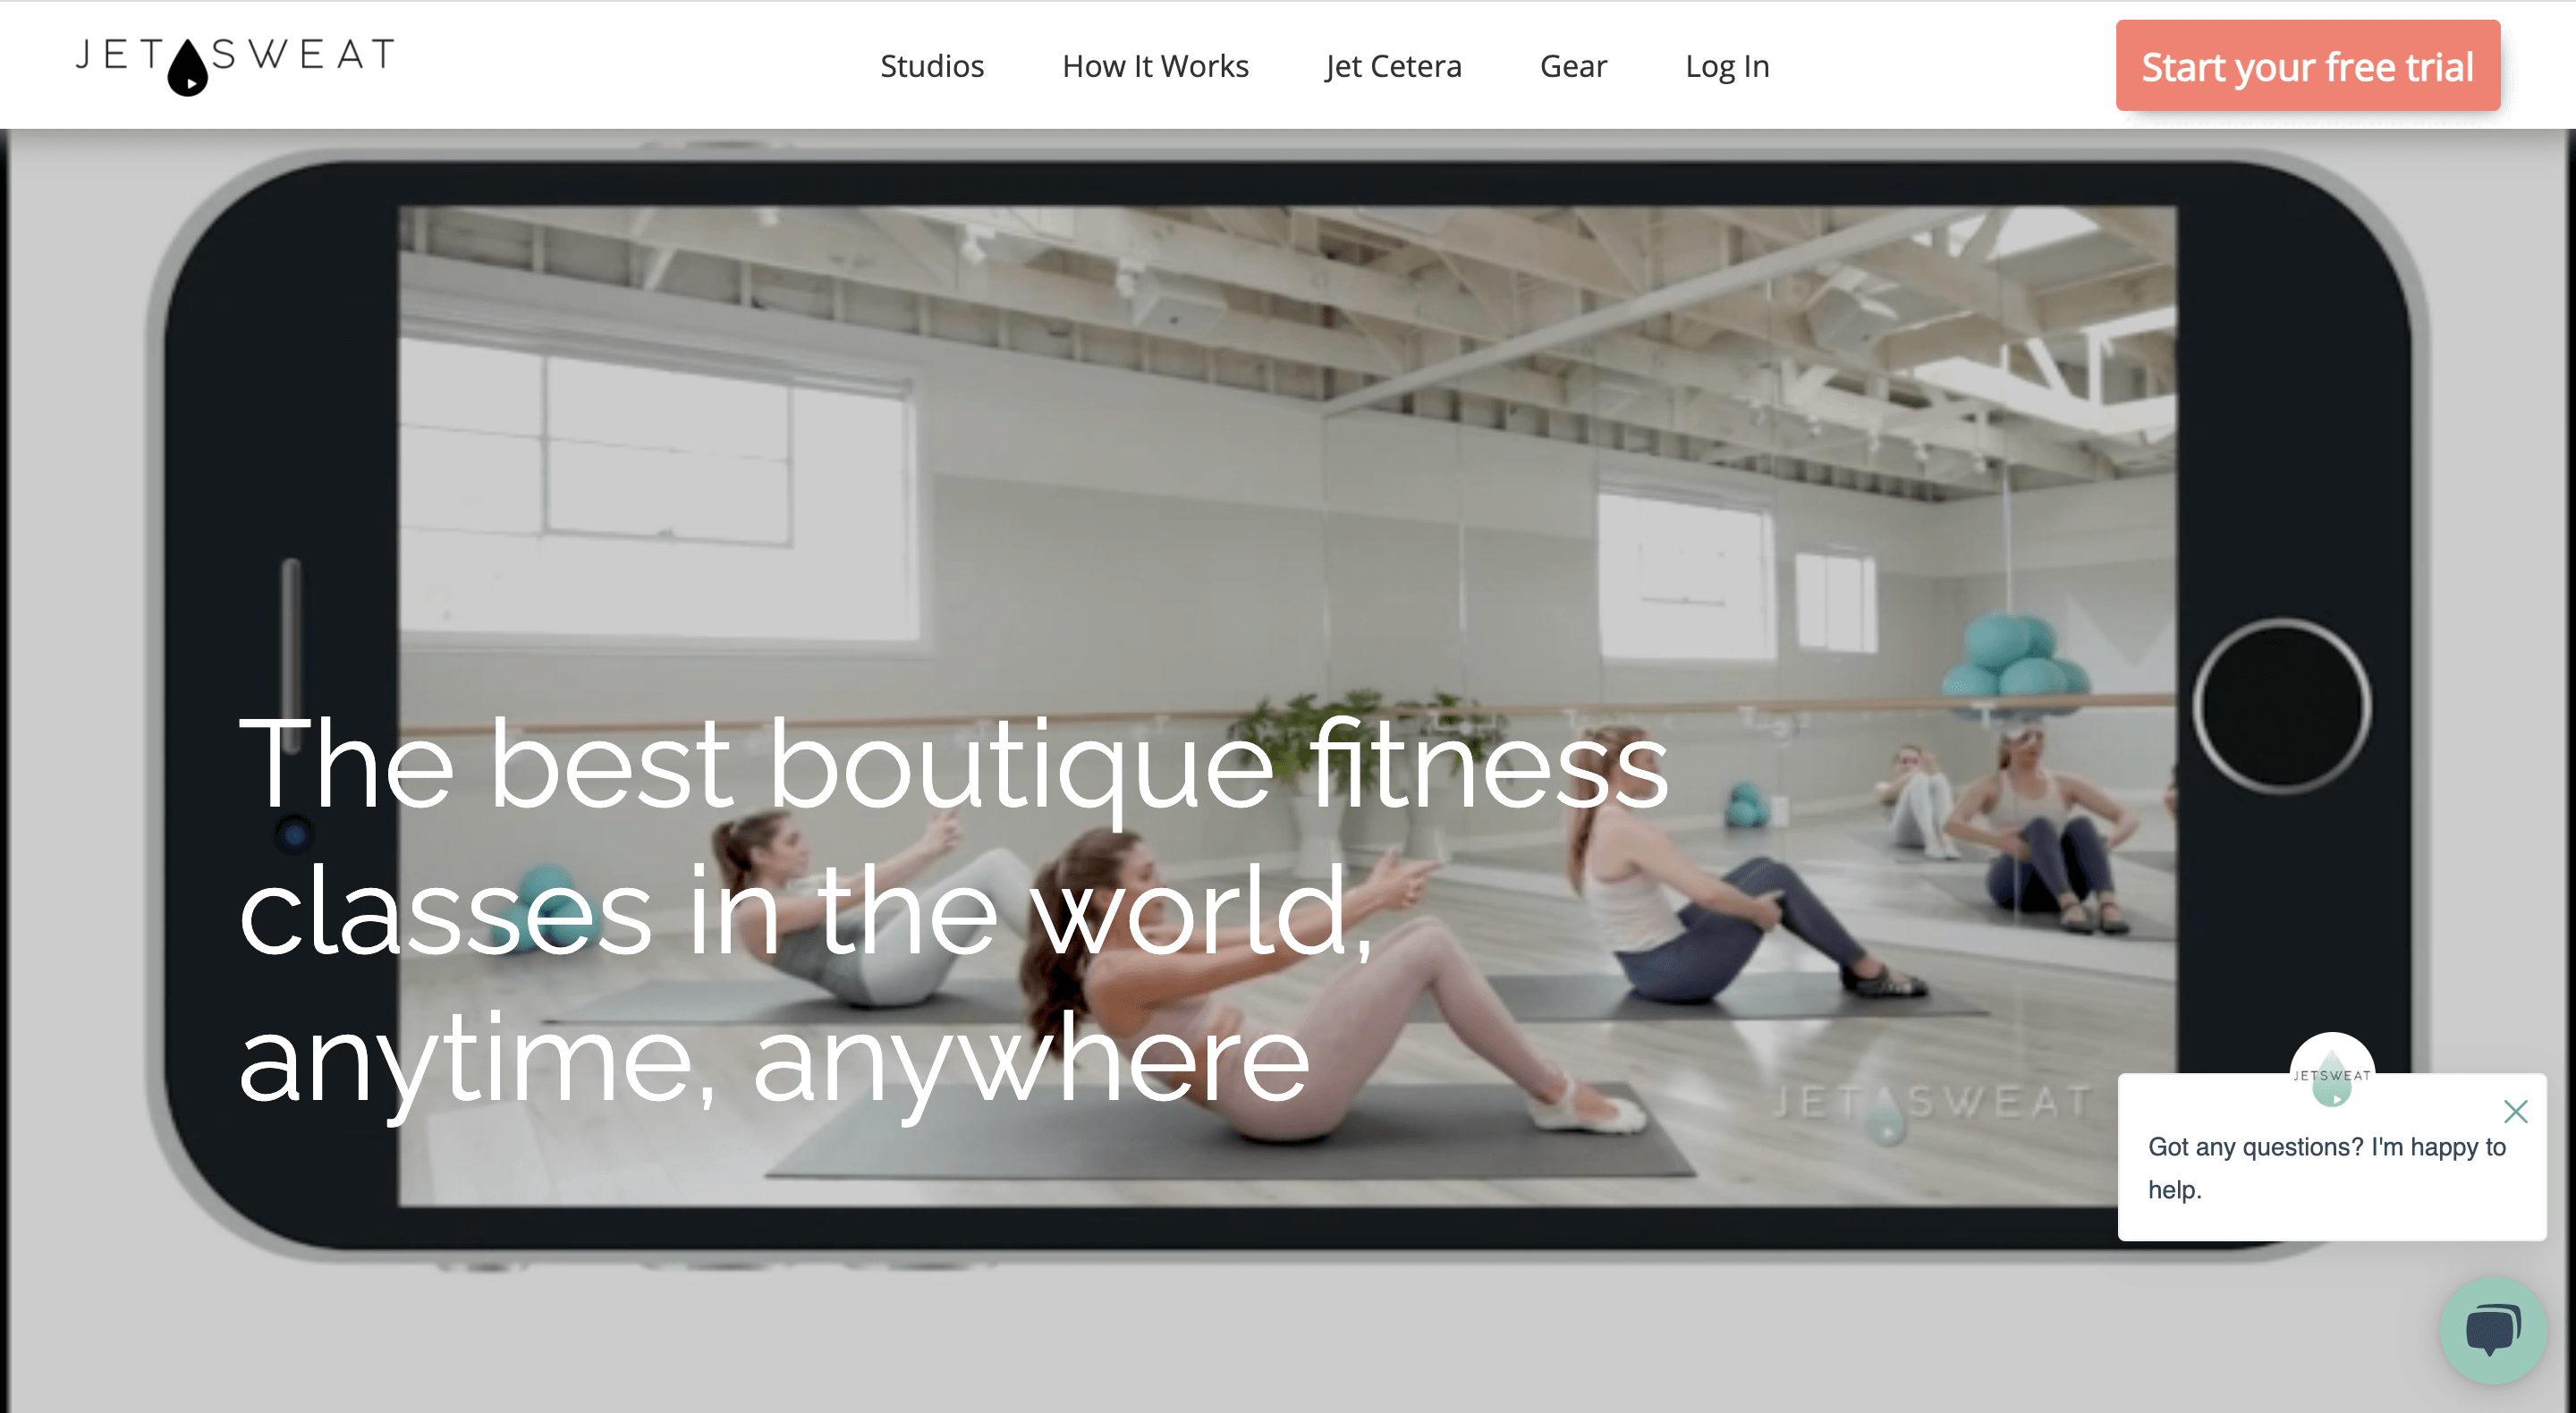 JETSWEAT
Studios
How It Works
Jet Cetera
Gear
Log In
Start your free trial
The best boutique fitness
classes in the world,
anytime, anywhere
JETSWEAT
JETSWEAT
Got any questions? I'm happy to
help.